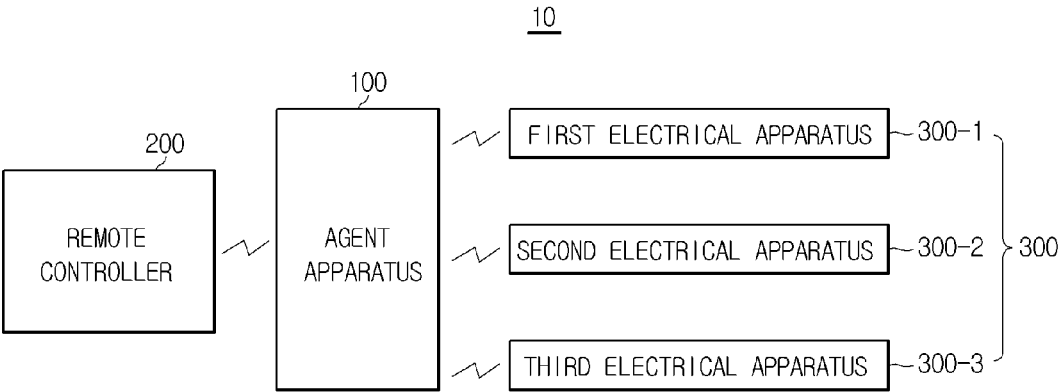 10
100
200
REMOTE
CONTROLLER
AGENT
APPARATUS
FIRST ELECTRICAL APPARATUS
300-1
SECOND ELECTRICAL APPARATUS
300-2
THIRD ELECTRICAL APPARATUS
300-3
300